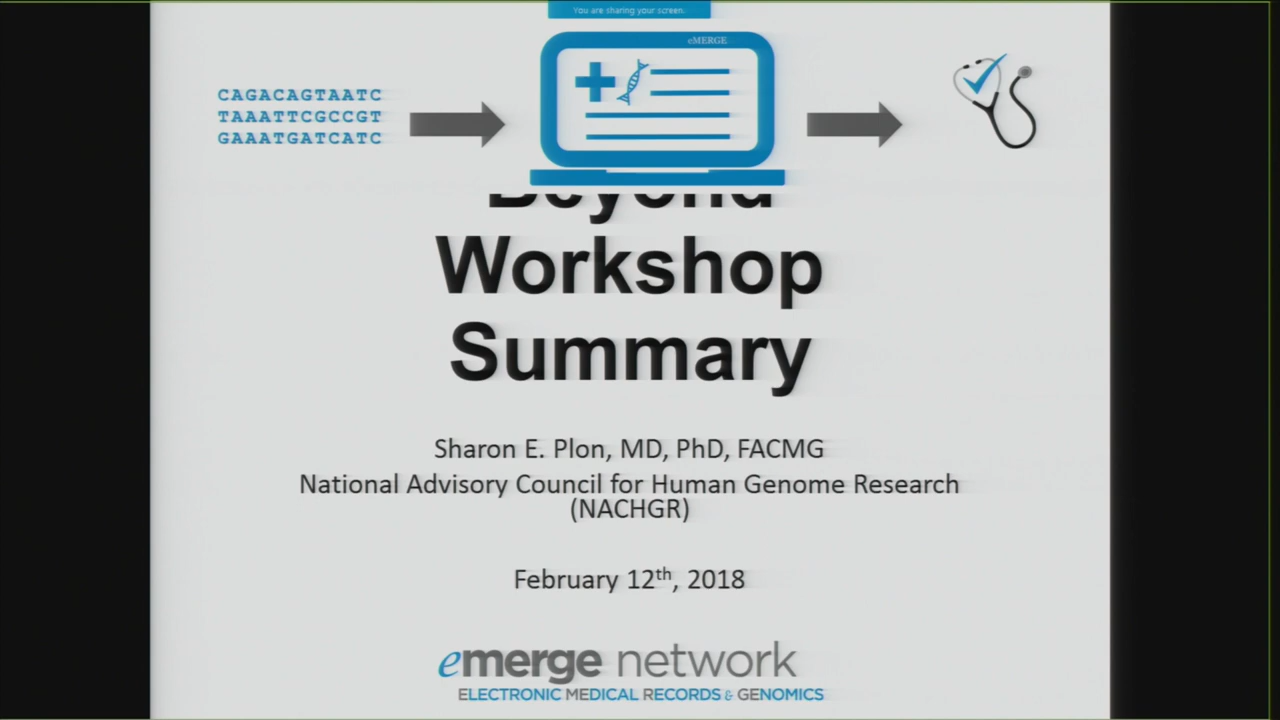 You are sharing your screen.
eMERGE
CAGACAGTAATC
TAAATTCGCCGT
GAAATGATCATC
Beyond
Workshop
Summary
Sharon E. Plon, MD, PhD, FACMG
National Advisory Council for Human Genome Research
(NACHGR)
February 12th, 2018
emerge network
ELECTRONIC MEDICAL RECORDS & GENOMICS